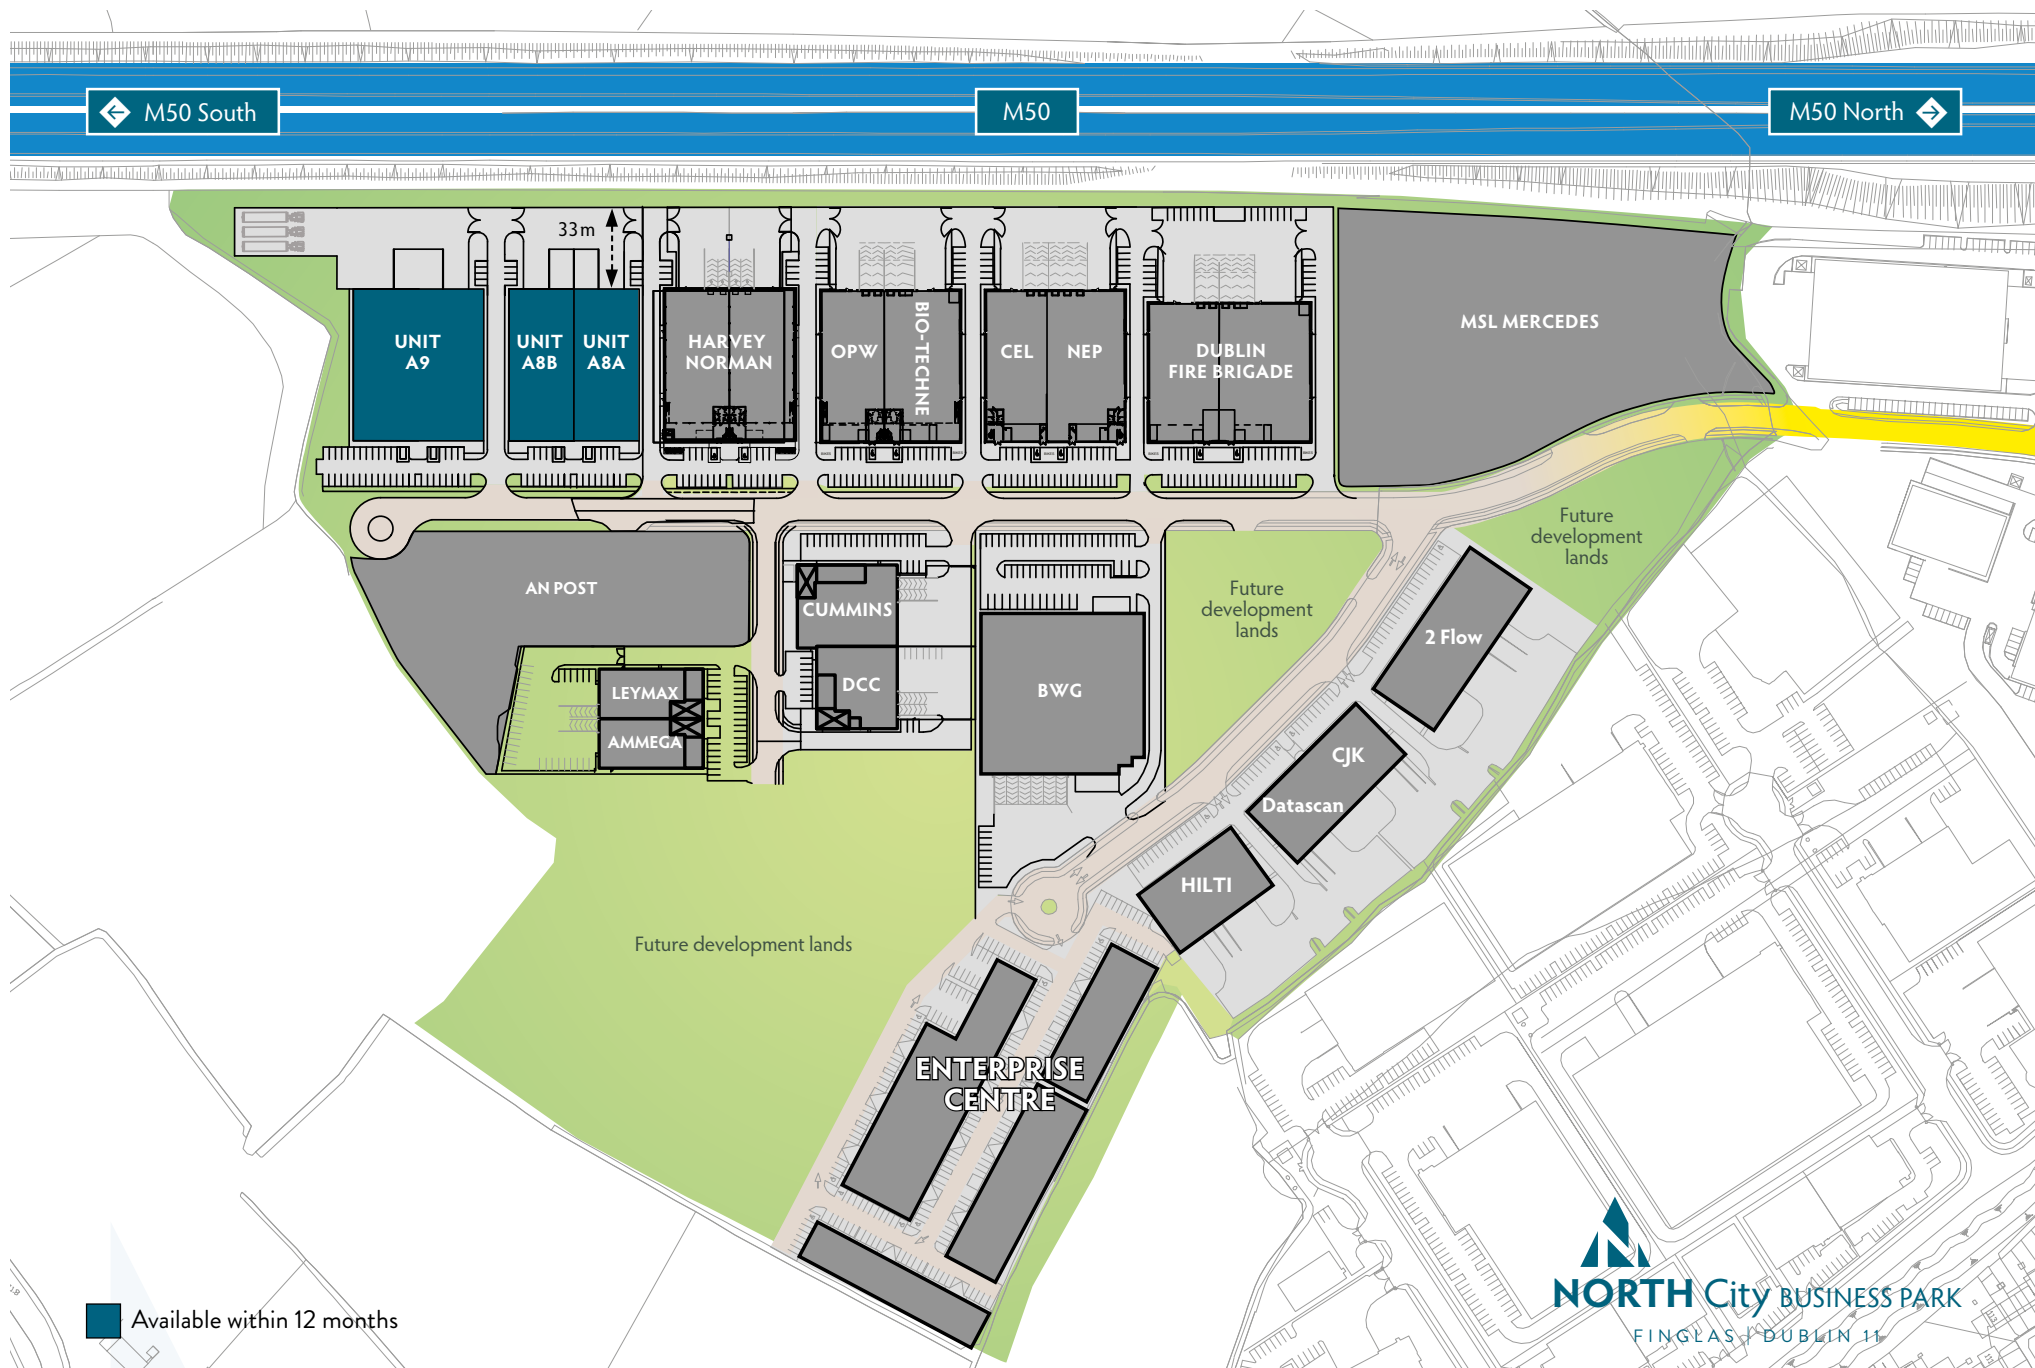 M50 South
M50
M50 North
33m
UNIT
A9
UNIT
A8B
UNIT
A8A
HARVEY
NORMAN
OPW
BIO-TECHNE
CEL
NEP
DUBLIN
FIRE BRIGADE
MSL MERCEDES
AN POST
CUMMINS
DCC
LEYMAX
AMMEGA
BWG
Future
development
lands
Future
development
lands
2 Flow
CJK
Datascan
HILTI
Future development lands
ENTERPRISE
CENTRE
Available within 12 months
NORTH City BUSINESS PARK
FINGLAS | DUBLIN 11